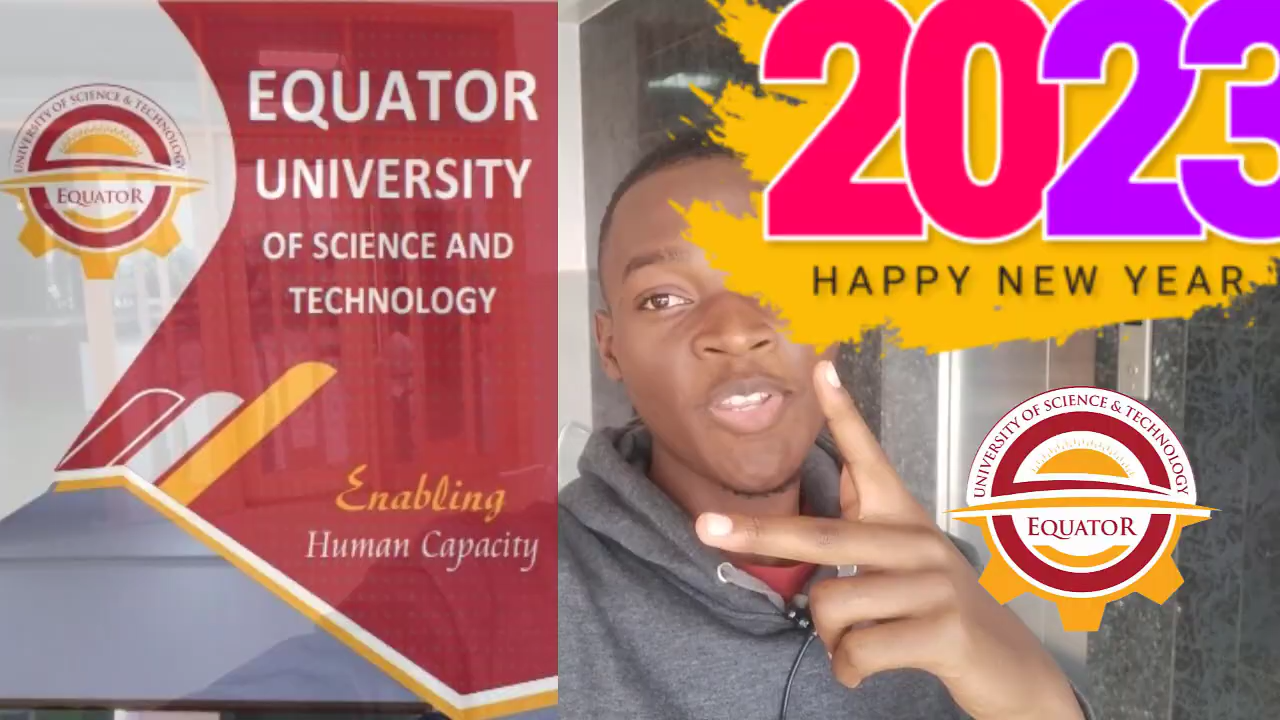 EQUATOR
UNIVERSITY
OF SCIENCE AND
TECHNOLOGY
UNIVERSITY OF SCIENCE & TECHNOLOGY
EQUATOR
Enabling
Human Capacity
2023
HAPPY NEW YEAR
UNIVERSITY OF SCIENCE & TECHNOLOGY
EQUATOR